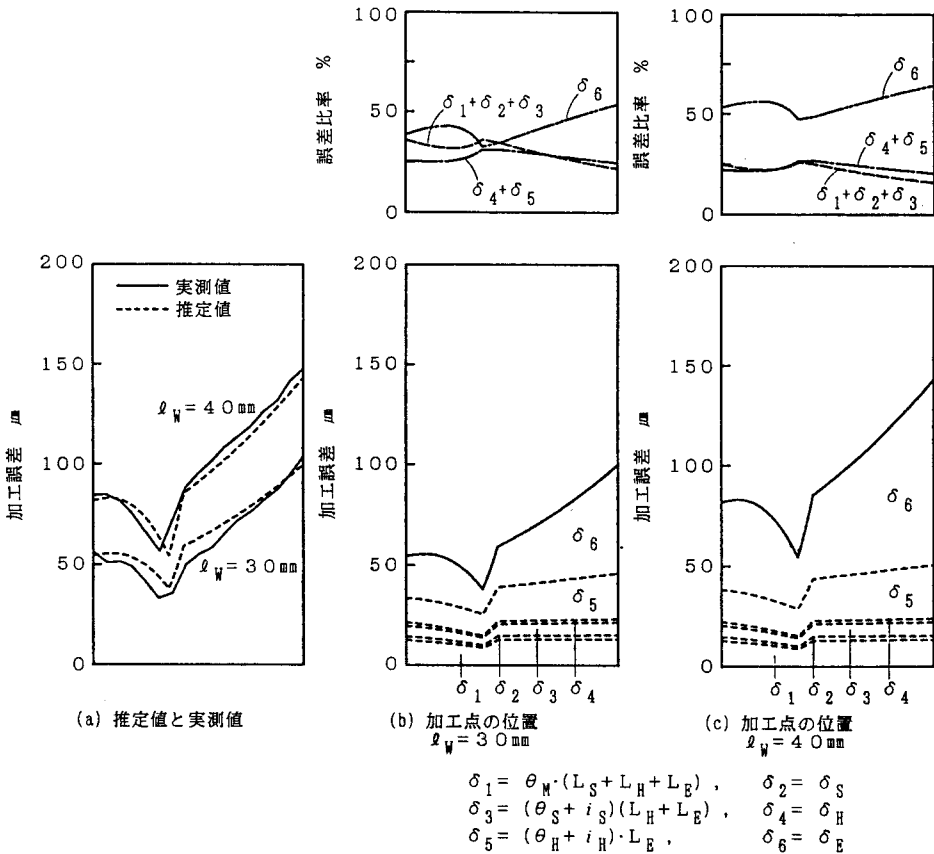 100
誤差比率 %
50
0
δ6
δ1+δ2+δ3
δ4+δ5
100
誤差比率 %
50
0
δ6
δ4+δ5
δ1+δ2+δ3
200
150
100
50
0
加工誤差 μm
実測値
推定値
ℓW=40mm
ℓW=30mm
(a) 推定値と実測値
200
150
100
50
0
加工誤差 μm
δ6
δ5
δ1 δ2 δ3 δ4
(b) 加工点の位置
ℓW=30mm
200
150
100
50
0
加工誤差 μm
δ6
δ5
δ1 δ2 δ3 δ4
(c) 加工点の位置
ℓW=40mm
δ1= θM·(LS+LH+LE) , δ2= δS
δ3= (θS+iS)(LH+LE) , δ4= δH
δ5= (θH+iH)·LE , δ6= δE